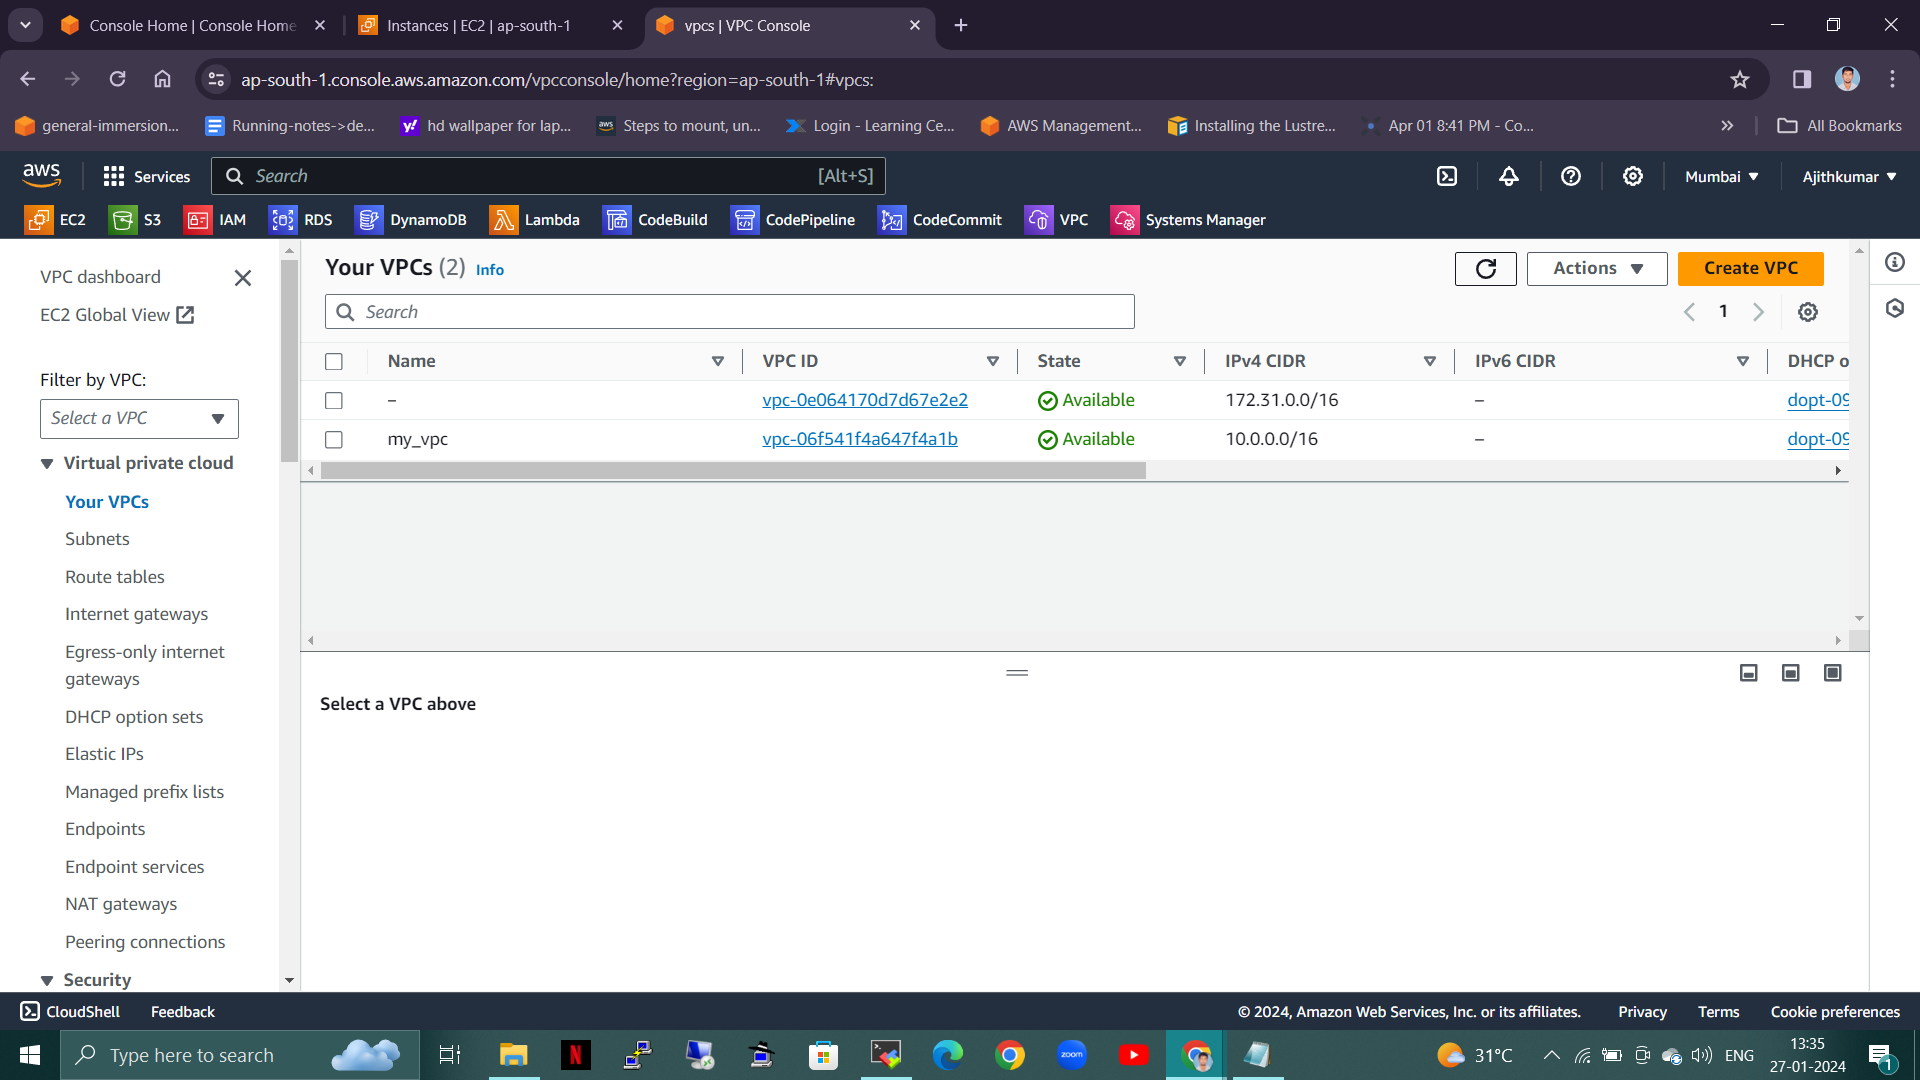 Console Home | Console Home
Instances | EC2 | ap-south-1
vpcs | VPC Console
ap-south-1.console.aws.amazon.com/vpcconsole/home?region=ap-south-1#vpcs:
general-immersion...
Running-notes->de...
hd wallpaper for lap...
Steps to mount, un...
Login - Learning Ce...
AWS Management...
Installing the Lustre...
Apr 01 8:41 PM - Co...
All Bookmarks
aws
Services
Search
[Alt+S]
Mumbai
Ajithkumar
EC2
S3
IAM
RDS
DynamoDB
Lambda
CodeBuild
CodePipeline
CodeCommit
VPC
Systems Manager
VPC dashboard
EC2 Global View
Filter by VPC:
Select a VPC
Virtual private cloud
Your VPCs
Subnets
Route tables
Internet gateways
Egress-only internet
gateways
DHCP option sets
Elastic IPs
Managed prefix lists
Endpoints
Endpoint services
NAT gateways
Peering connections
Security
Your VPCs (2) Info
Actions
Create VPC
Search
1
Name VPC ID State IPv4 CIDR IPv6 CIDR DHCP o
– vpc-0e064170d7d67e2e2 Available 172.31.0.0/16 – dopt-09
my_vpc vpc-06f541f4a647f4a1b Available 10.0.0.0/16 – dopt-09
Select a VPC above
CloudShell
Feedback
© 2024, Amazon Web Services, Inc. or its affiliates.
Privacy
Terms
Cookie preferences
Type here to search
zoom
31°C
ENG
13:35
27-01-2024
1